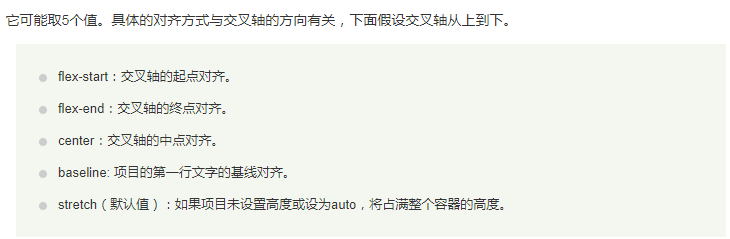 它可能取5个值。具体的对齐方式与交叉轴的方向有关，下面假设交叉轴从上到下。
flex-start：交叉轴的起点对齐。
flex-end：交叉轴的终点对齐。
center：交叉轴的中点对齐。
baseline: 项目的第一行文字的基线对齐。
stretch（默认值）：如果项目未设置高度或设为auto，将占满整个容器的高度。